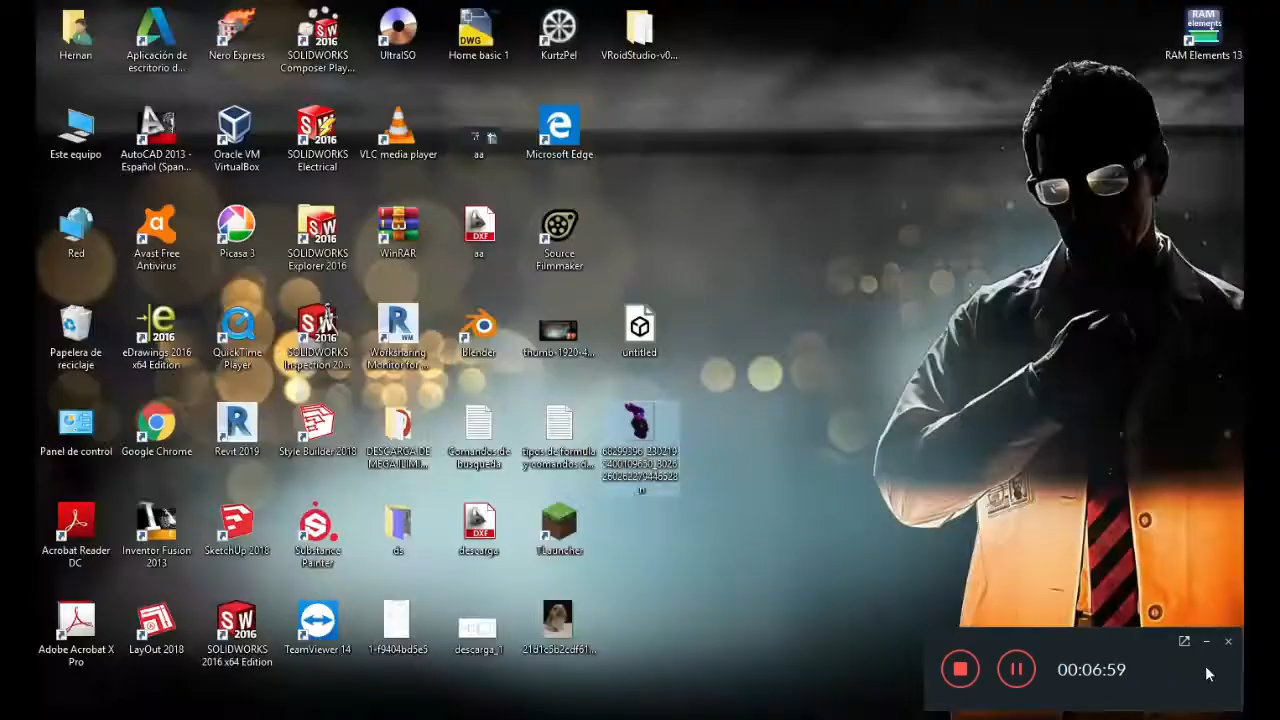 Hernan
Aplicación de
escritorio d...
Nero Express
SOLIDWORKS
Composer Play...
UltraISO
Home basic 1
KurtzPel
VRoidStudio-v0...
RAM Elements 13
Este equipo
AutoCAD 2013 -
Español (Span...
Oracle VM
VirtualBox
SOLIDWORKS
Electrical
VLC media player
aa
Microsoft Edge
Red
Avast Free
Antivirus
Picasa 3
SOLIDWORKS
Explorer 2016
WinRAR
aa
Source
Filmmaker
Papelera de
reciclaje
eDrawings 2016
x64 Edition
QuickTime
Player
SOLIDWORKS
Inspection 20...
Worksharing
Monitor for ...
blender
thumb-1920-4...
untitled
Panel de control
Google Chrome
Revit 2019
Style Builder 2018
DESCARGA DE
MEGA ILIMI...
Comandos de
busqueda
tipos de formula
y comandos d...
Acrobat Reader
DC
Inventor Fusion
2013
SketchUp 2018
Substance
Painter
ds
descarga
TLauncher
Adobe Acrobat X
Pro
LayOut 2018
SOLIDWORKS
2016 x64 Edition
TeamViewer 14
1-f9404bd5e5
descarga_1
21d1c5b2cdf61...
00:06:59